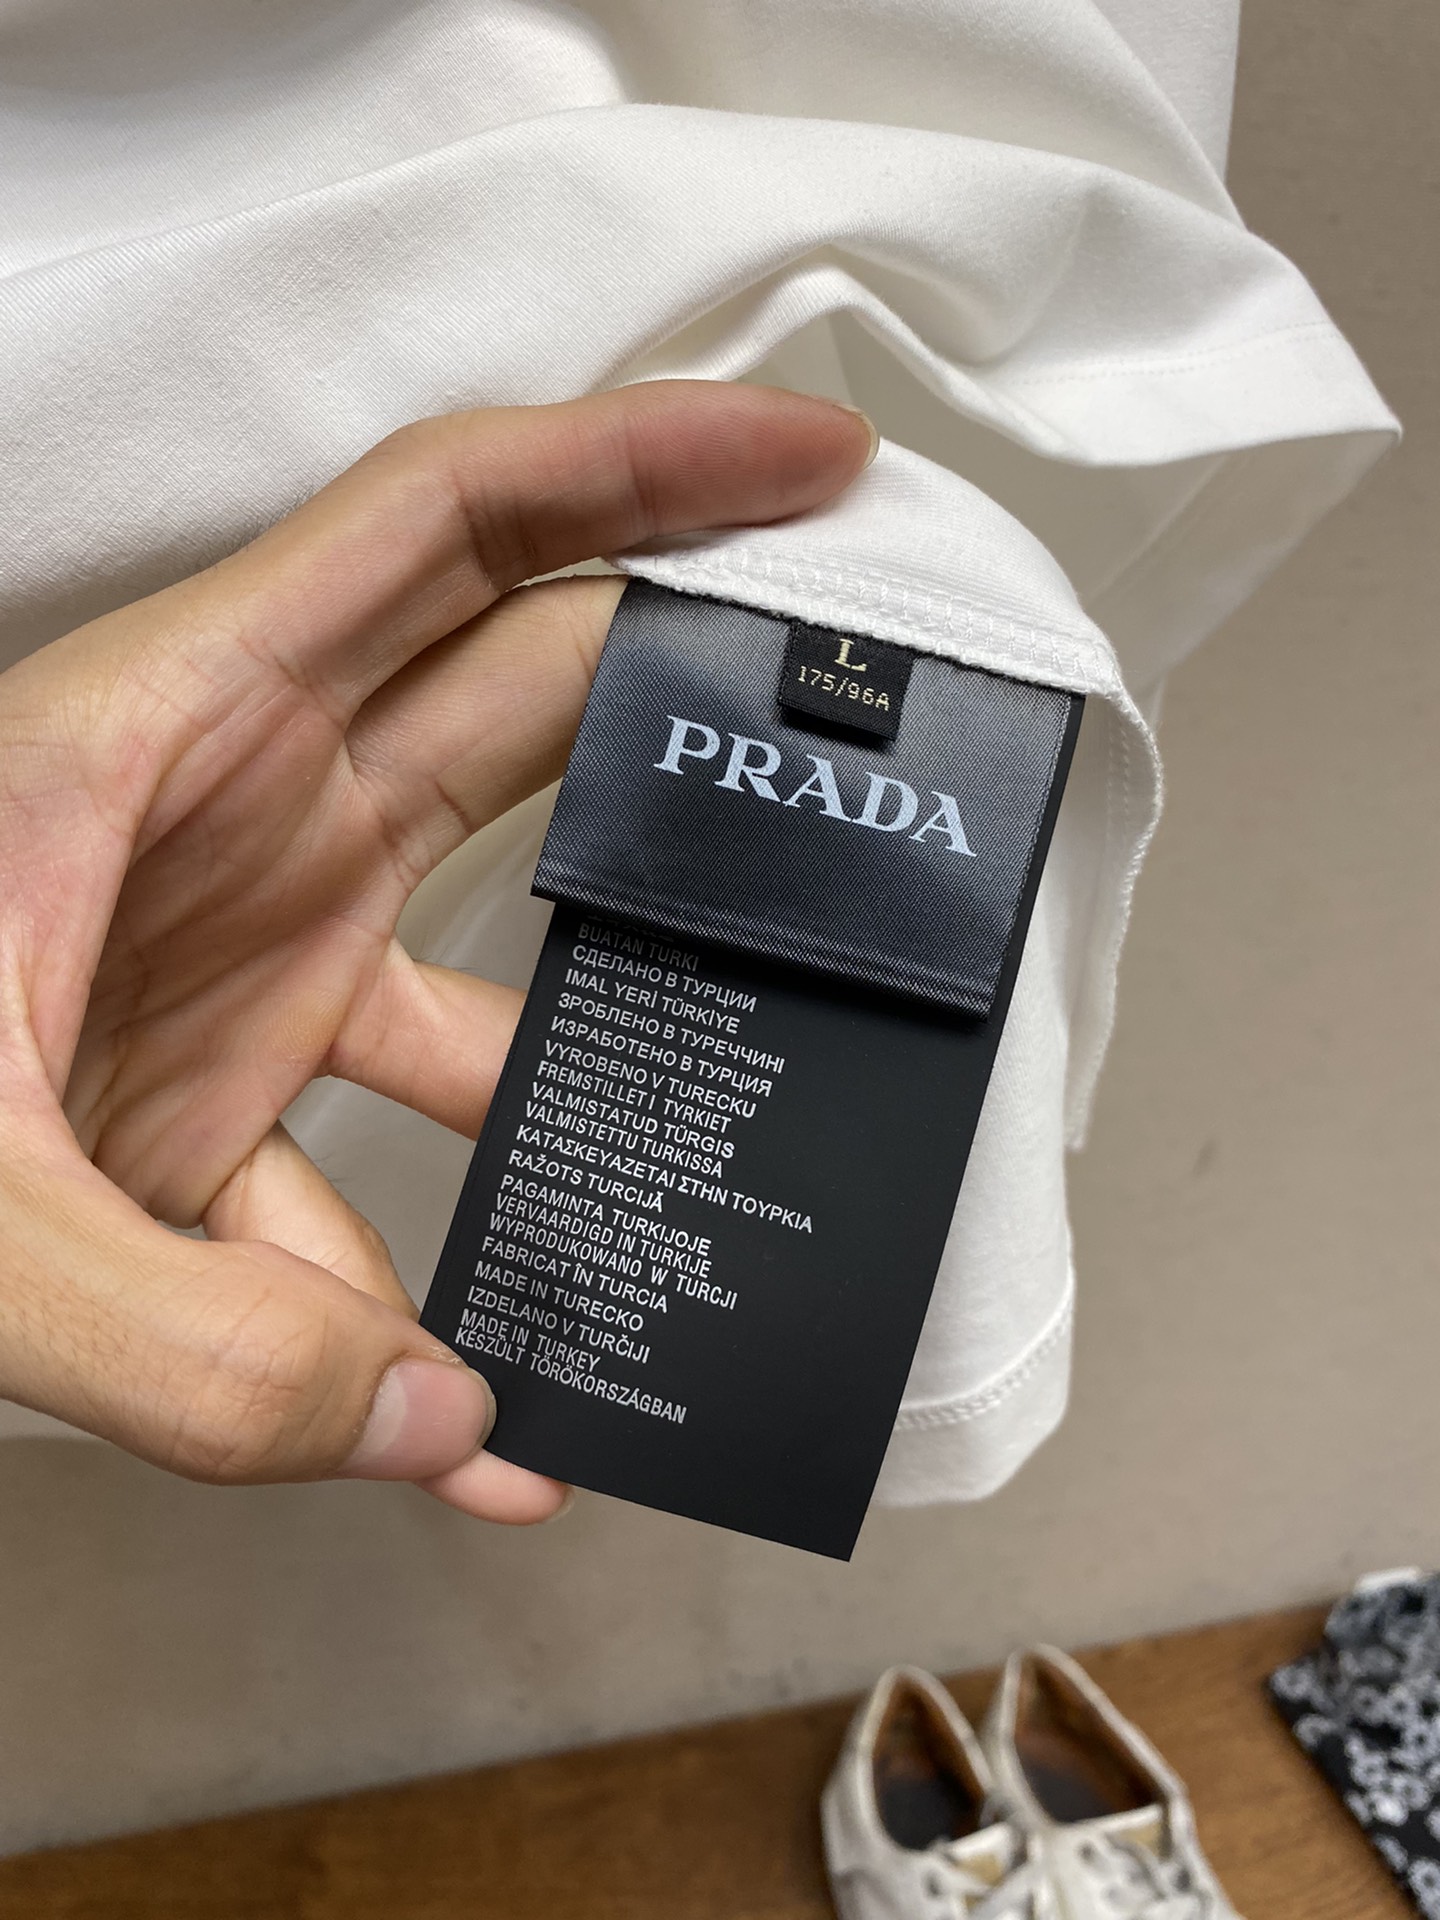 L
175/96A
PRADA
BUATAN TURKI
СДЕЛАНО В ТУРЦИИ
IMAL YERİ TÜRKİYE
ЗРОБЛЕНО В ТУРЕЧЧИНІ
ИЗРАБОТЕНО В ТУРЦИЯ
VYROBENO V TURECKU
FREMSTILLET I TYRKIET
VALMISTATUD TÜRGIS
VALMISTETTU TURKISSA
ΚΑΤΑΣΚΕΥΑΖΕΤΑΙ ΣΤΗΝ ΤΟΥΡΚΙΑ
RAŽOTS TURCIJĀ
PAGAMINTA TURKIJOJE
VERVAARDIGD IN TURKIJE
WYPRODUKOWANO W TURCJI
FABRICAT ÎN TURCIA
MADE IN TURECKO
IZDELANO V TURČIJI
MADE IN TURKEY
KÉSZÜLT TÖRÖKORSZÁGBAN